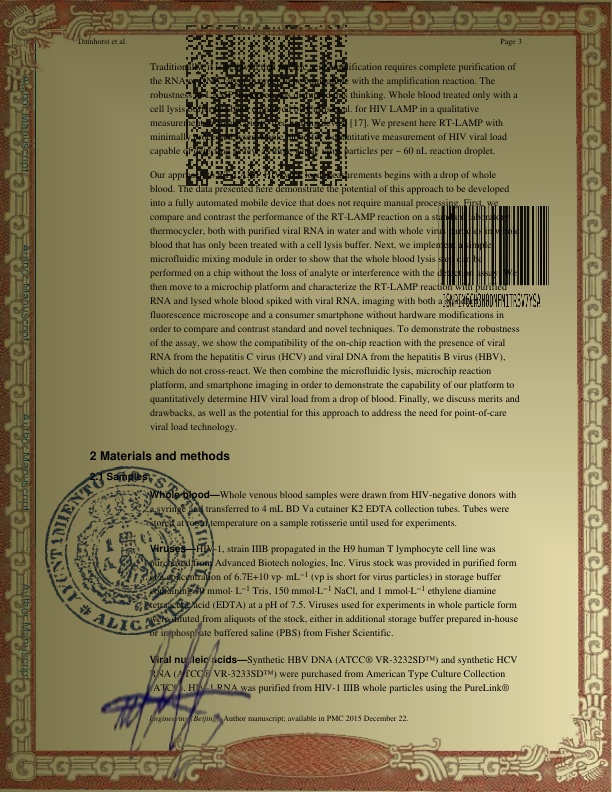 Damhorst et al. Page 3
Tradition ification requires complete purification of
the RNA with the amplification reaction. The
robustness thinking. Whole blood treated only with a
cell lysis for HIV LAMP in a qualitative
measurement [17]. We present here RT-LAMP with
minimall quantitative measurement of HIV viral load
capable particles per ~ 60 nL reaction droplet.
Our appr urements begins with a drop of whole
blood. The data presented here demonstrate the potential of this approach to be developed
into a fully automated mobile device that does not require manual processing. First, we
compare and contrast the performance of the RT-LAMP reaction on a standard laboratory
thermocycler, both with purified viral RNA in water and with whole virus particles in whole
blood that has only been treated with a cell lysis buffer. Next, we implement a simple
microfluidic mixing module in order to show that the whole blood lysis step can be
performed on a chip without the loss of analyte or interference with the detection assay. We
then move to a microchip platform and characterize the RT-LAMP reaction with purified
RNA and lysed whole blood spiked with viral RNA, imaging with both a
fluorescence microscope and a consumer smartphone without hardware modifications in
order to compare and contrast standard and novel techniques. To demonstrate the robustness
of the assay, we show the compatibility of the on-chip reaction with the presence of viral
RNA from the hepatitis C virus (HCV) and viral DNA from the hepatitis B virus (HBV),
which do not cross-react. We then combine the microfluidic lysis, microchip reaction
platform, and smartphone imaging in order to demonstrate the capability of our platform to
quantitatively determine HIV viral load from a drop of blood. Finally, we discuss merits and
drawbacks, as well as the potential for this approach to address the need for point-of-care
viral load technology.
2 Materials and methods
2.1 Samples
Whole blood—Whole venous blood samples were drawn from HIV-negative donors with
a syringe and transferred to 4 mL BD Va cutainer K2 EDTA collection tubes. Tubes were
stored at room temperature on a sample rotisserie until used for experiments.
Viruses—HIV-1, strain IIIB propagated in the H9 human T lymphocyte cell line was
purchased from Advanced Biotech nologies, Inc. Virus stock was provided in purified form
at a concentration of 6.7E+10 vp· mL−1 (vp is short for virus particles) in storage buffer
containing 10 mmol·L−1 Tris, 150 mmol·L−1 NaCl, and 1 mmol·L−1 ethylene diamine
tetraacetic acid (EDTA) at a pH of 7.5. Viruses used for experiments in whole particle form
were diluted from aliquots of the stock, either in additional storage buffer prepared in-house
or in phosphate buffered saline (PBS) from Fisher Scientific.
Viral nucleic acids—Synthetic HBV DNA (ATCC® VR-3232SD™) and synthetic HCV
RNA (ATCC® VR-3233SD™) were purchased from American Type Culture Collection
(ATCC). HIV-1 RNA was purified from HIV-1 IIIB whole particles using the PureLink®
Engineering (Beijing). Author manuscript; available in PMC 2015 December 22.
Author Manuscript
Author Manuscript
Author Manuscript
Author Manuscript
AYUNTAMIENTO CONSTITU
ALICA